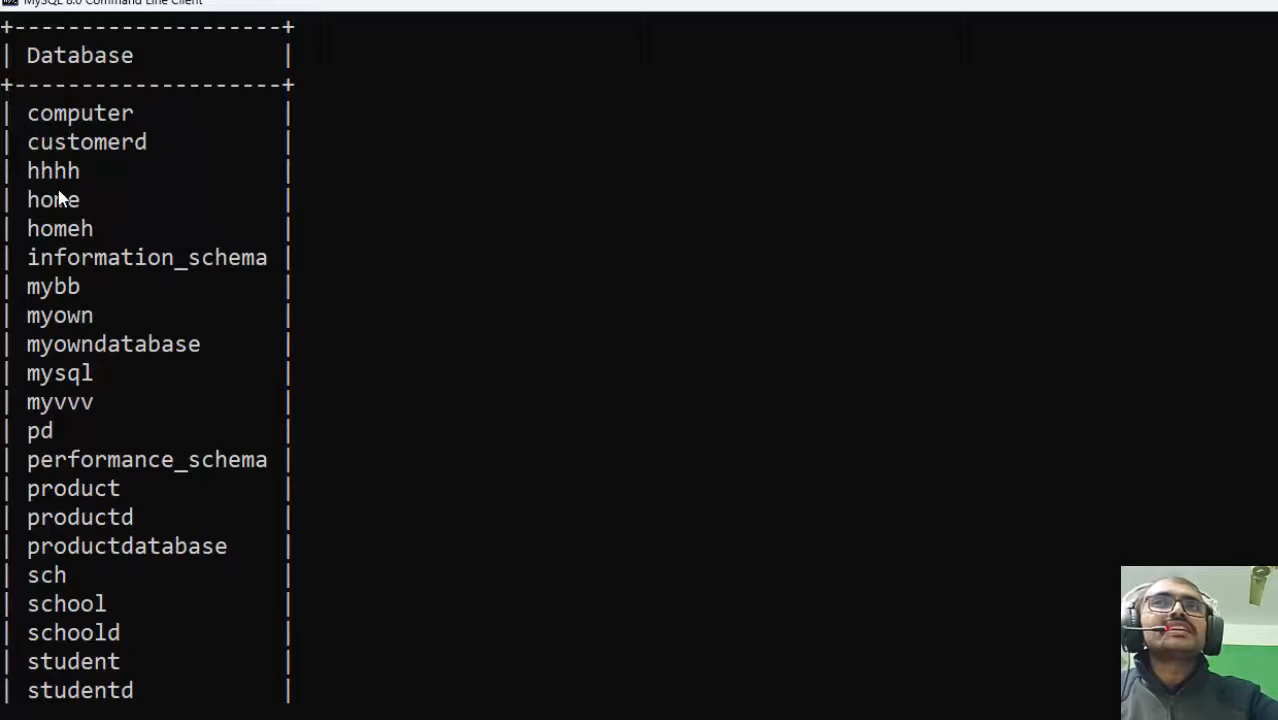 MySQL 8.0 Command Line Client
+--------------------+
| Database           |
+--------------------+
| computer           |
| customerd          |
| hhhh               |
| home               |
| homeh              |
| information_schema |
| mybb               |
| myown              |
| myowndatabase      |
| mysql              |
| myvvv              |
| pd                 |
| performance_schema |
| product            |
| productd           |
| productdatabase    |
| sch                |
| school             |
| schoold            |
| student            |
| studentd           |